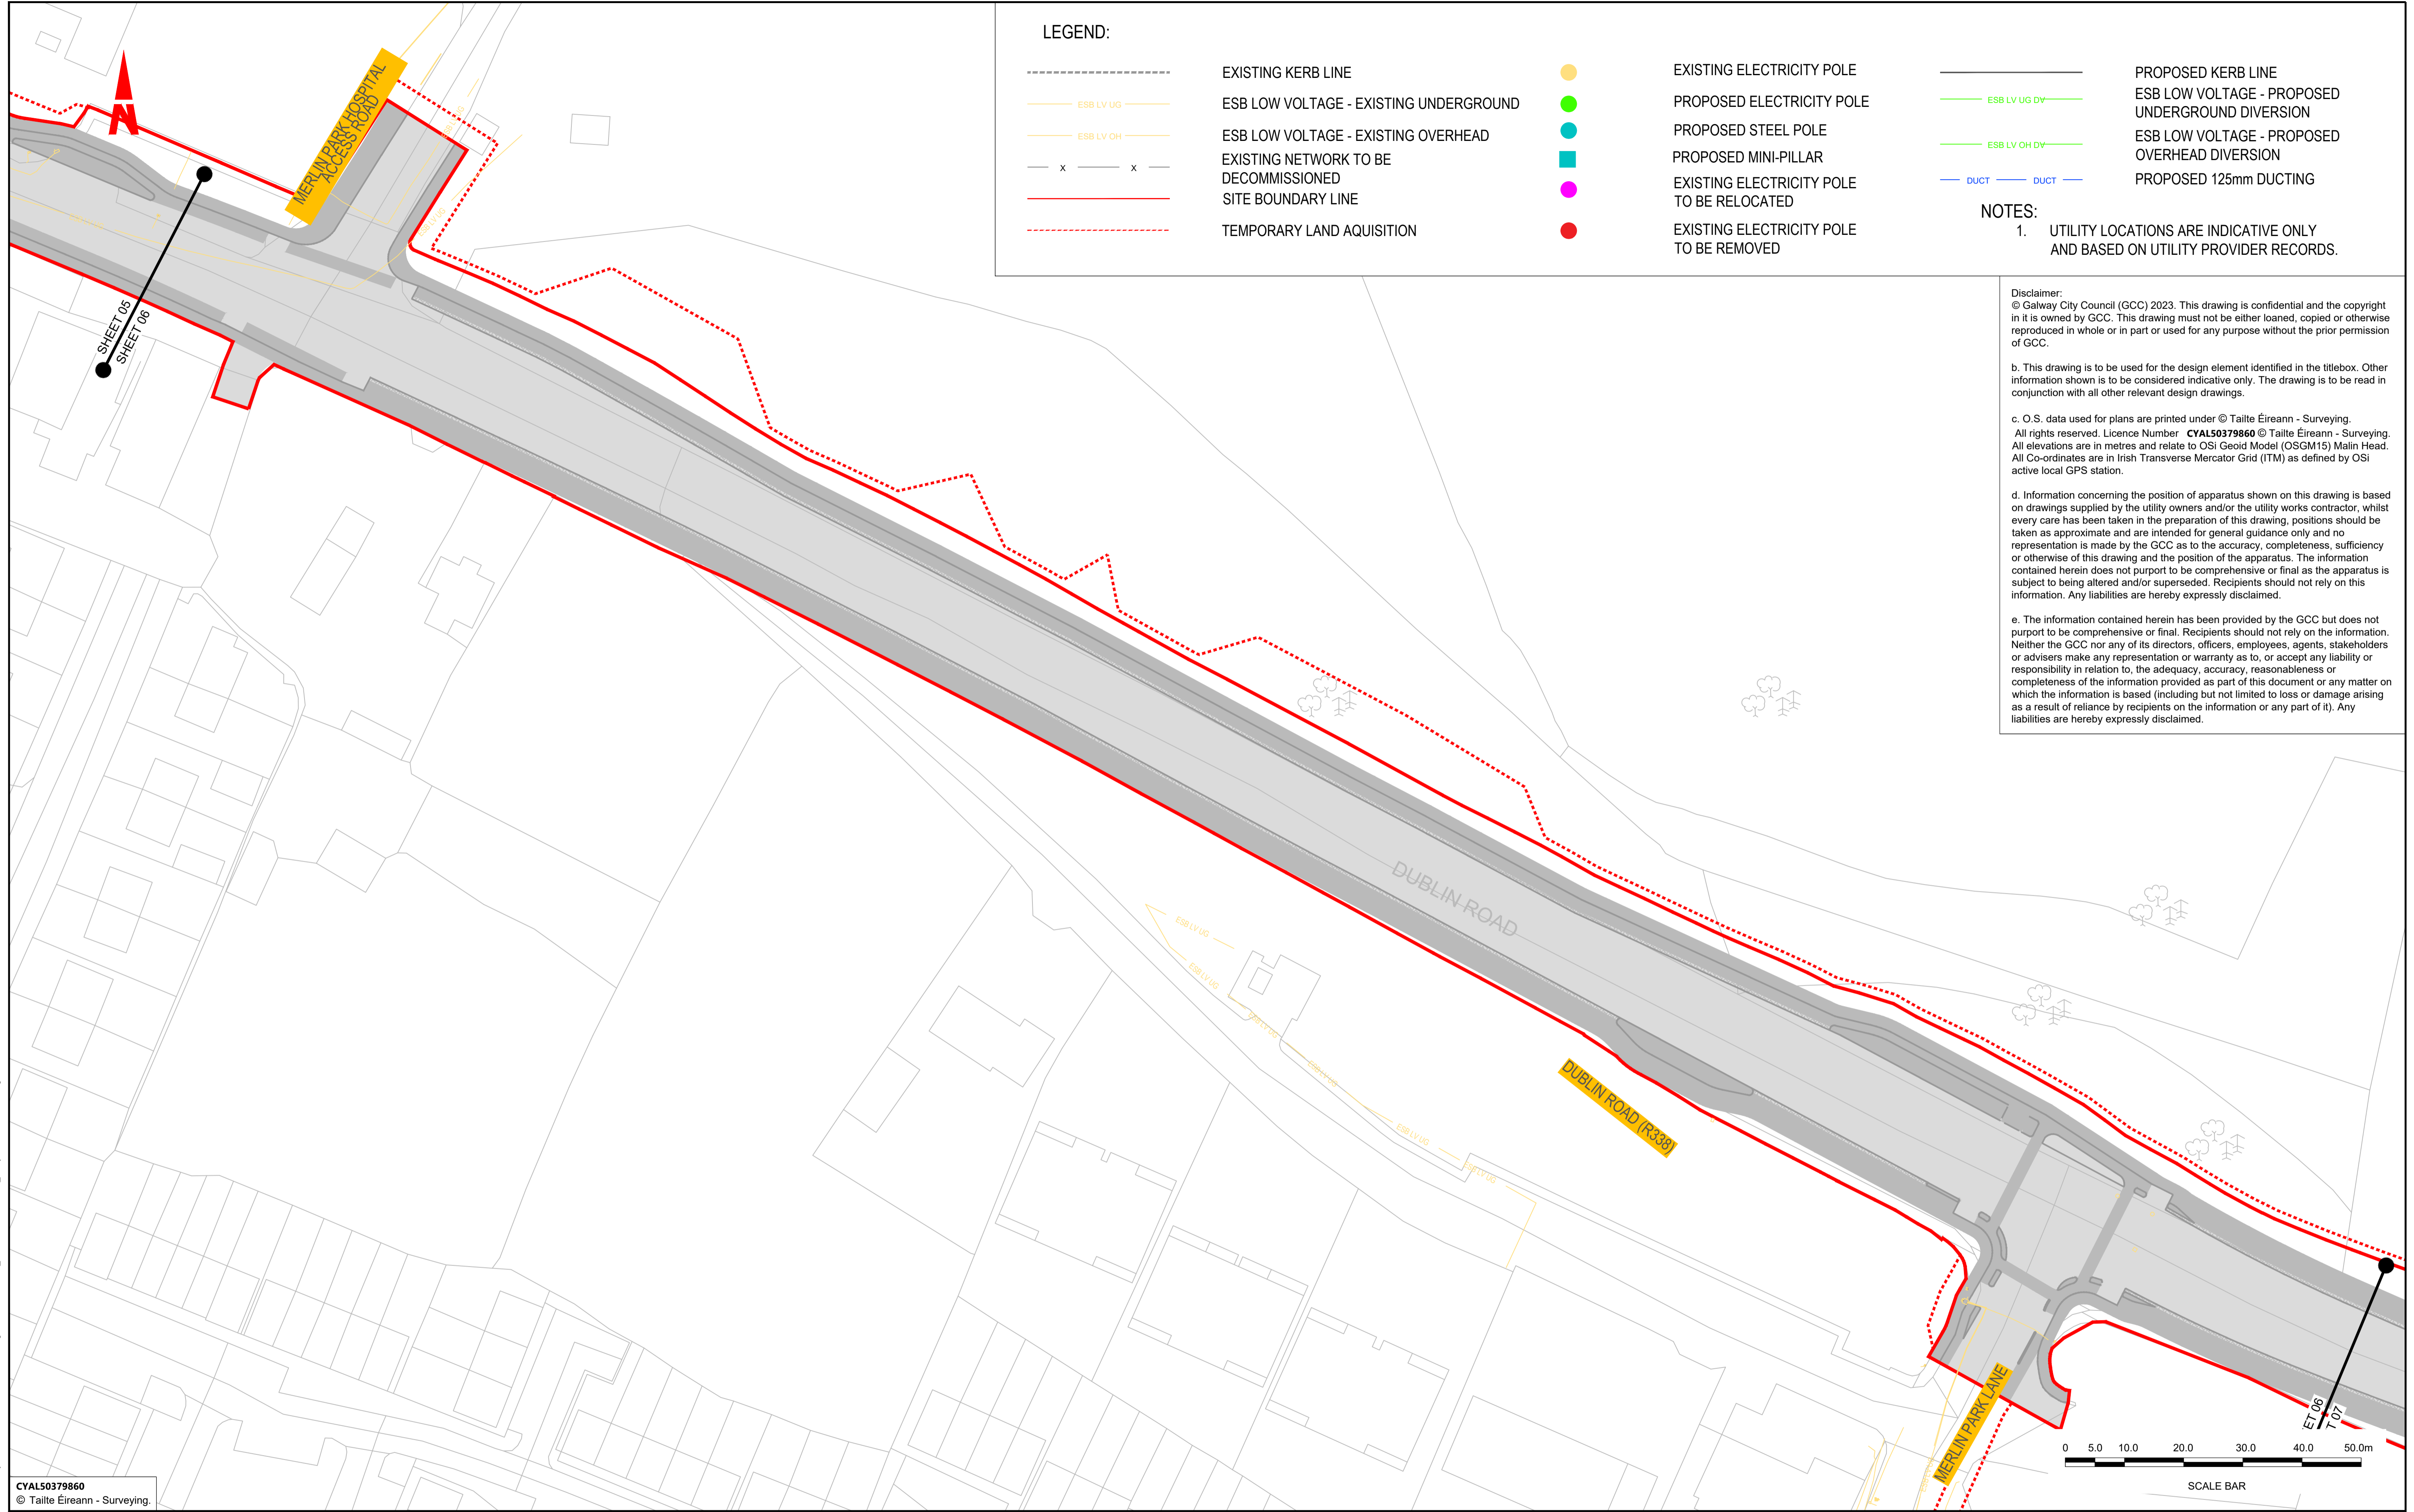 LEGEND:
EXISTING KERB LINE
ESB LV UG
ESB LOW VOLTAGE - EXISTING UNDERGROUND
ESB LV OH
ESB LOW VOLTAGE - EXISTING OVERHEAD
X X
EXISTING NETWORK TO BE
DECOMMISSIONED
SITE BOUNDARY LINE
TEMPORARY LAND AQUISITION
EXISTING ELECTRICITY POLE
PROPOSED ELECTRICITY POLE
PROPOSED STEEL POLE
PROPOSED MINI-PILLAR
EXISTING ELECTRICITY POLE
TO BE RELOCATED
EXISTING ELECTRICITY POLE
TO BE REMOVED
PROPOSED KERB LINE
ESB LV UG DV
ESB LOW VOLTAGE - PROPOSED
UNDERGROUND DIVERSION
ESB LV OH DV
ESB LOW VOLTAGE - PROPOSED
OVERHEAD DIVERSION
DUCT DUCT
PROPOSED 125mm DUCTING
NOTES:
1. UTILITY LOCATIONS ARE INDICATIVE ONLY
AND BASED ON UTILITY PROVIDER RECORDS.
Disclaimer:
© Galway City Council (GCC) 2023. This drawing is confidential and the copyright
in it is owned by GCC. This drawing must not be either loaned, copied or otherwise
reproduced in whole or in part or used for any purpose without the prior permission
of GCC.
b. This drawing is to be used for the design element identified in the titlebox. Other
information shown is to be considered indicative only. The drawing is to be read in
conjunction with all other relevant design drawings.
c. O.S. data used for plans are printed under © Tailte Éireann - Surveying.
All rights reserved. Licence Number CYAL50379860 © Tailte Éireann - Surveying.
All elevations are in metres and relate to OSi Geoid Model (OSGM15) Malin Head.
All Co-ordinates are in Irish Transverse Mercator Grid (ITM) as defined by OSi
active local GPS station.
d. Information concerning the position of apparatus shown on this drawing is based
on drawings supplied by the utility owners and/or the utility works contractor, whilst
every care has been taken in the preparation of this drawing, positions should be
taken as approximate and are intended for general guidance only and no
representation is made by the GCC as to the accuracy, completeness, sufficiency
or otherwise of this drawing and the position of the apparatus. The information
contained herein does not purport to be comprehensive or final as the apparatus is
subject to being altered and/or superseded. Recipients should not rely on this
information. Any liabilities are hereby expressly disclaimed.
e. The information contained herein has been provided by the GCC but does not
purport to be comprehensive or final. Recipients should not rely on the information.
Neither the GCC nor any of its directors, officers, employees, agents, stakeholders
or advisers make any representation or warranty as to, or accept any liability or
responsibility in relation to, the adequacy, accuracy, reasonableness or
completeness of the information provided as part of this document or any matter on
which the information is based (including but not limited to loss or damage arising
as a result of reliance by recipients on the information or any part of it). Any
liabilities are hereby expressly disclaimed.
N
MERLIN PARK HOSPITAL
ACCESS ROAD
ESB LV UG
SHEET 05
SHEET 06
DUBLIN ROAD
ESB LV UG
ESB LV UG
ESB LV UG
ESB LV UG
ESB LV UG
ESB LV UG
DUBLIN ROAD (R338)
MERLIN PARK LANE
ET 06
T 07
0 5.0 10.0 20.0 30.0 40.0 50.0m
SCALE BAR
CYAL50379860
© Tailte Éireann - Surveying.